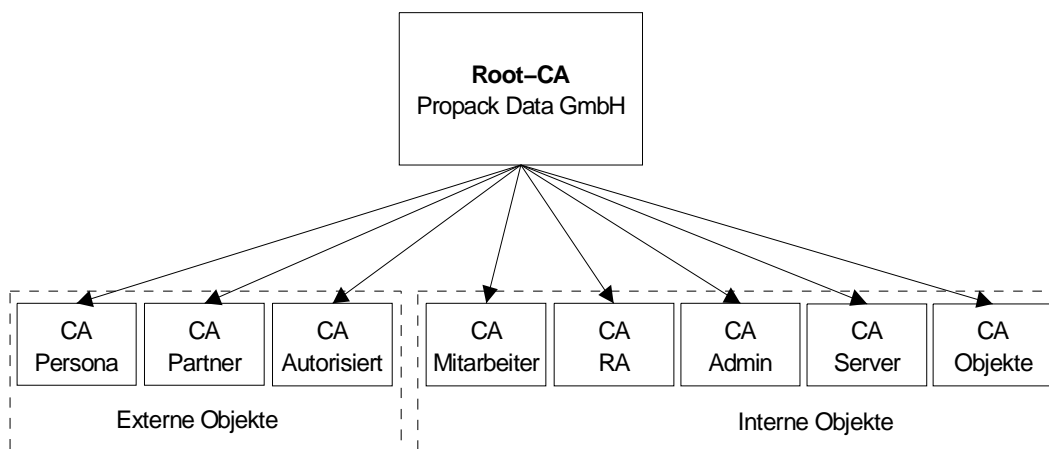 Root–CA
Propack Data GmbH
CA
Persona
CA
Partner
CA
Autorisiert
CA
Mitarbeiter
CA
RA
CA
Admin
CA
Server
CA
Objekte
Externe Objekte
Interne Objekte